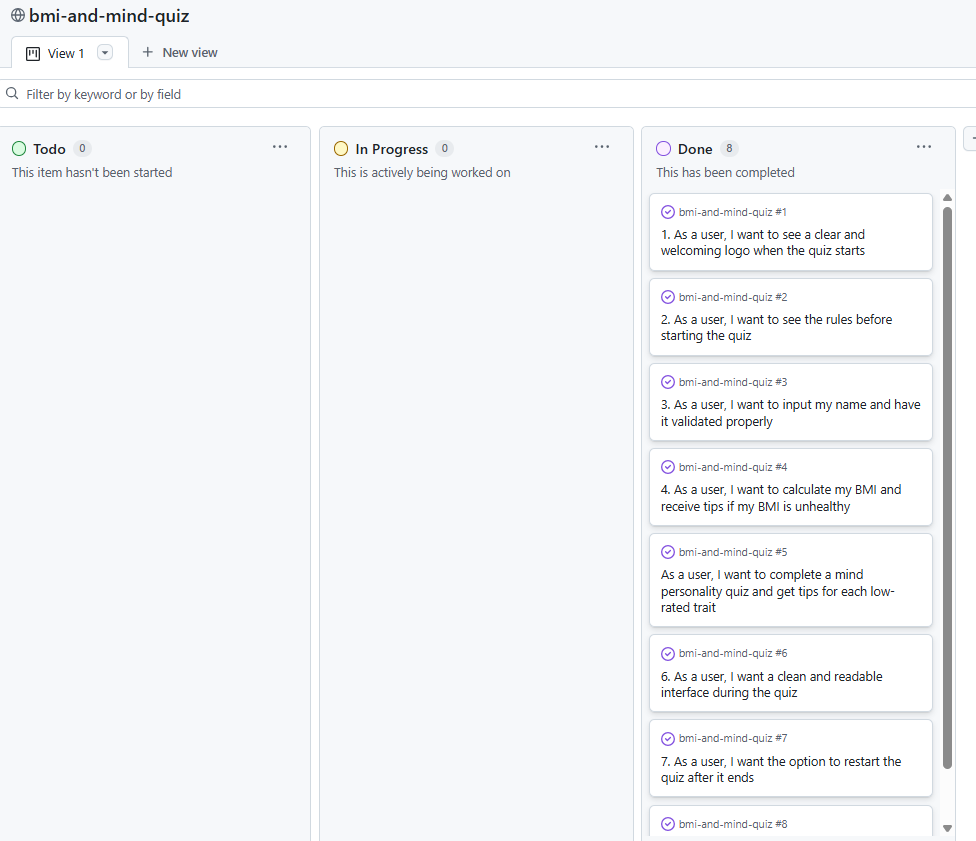 bmi-and-mind-quiz
View 1
New view
Filter by keyword or by field
Todo 0
This item hasn't been started
In Progress 0
This is actively being worked on
Done 8
This has been completed
bmi-and-mind-quiz #1
1. As a user, I want to see a clear and
welcoming logo when the quiz starts
bmi-and-mind-quiz #2
2. As a user, I want to see the rules before
starting the quiz
bmi-and-mind-quiz #3
3. As a user, I want to input my name and have
it validated properly
bmi-and-mind-quiz #4
4. As a user, I want to calculate my BMI and
receive tips if my BMI is unhealthy
bmi-and-mind-quiz #5
As a user, I want to complete a mind
personality quiz and get tips for each low-
rated trait
bmi-and-mind-quiz #6
6. As a user, I want a clean and readable
interface during the quiz
bmi-and-mind-quiz #7
7. As a user, I want the option to restart the
quiz after it ends
bmi-and-mind-quiz #8